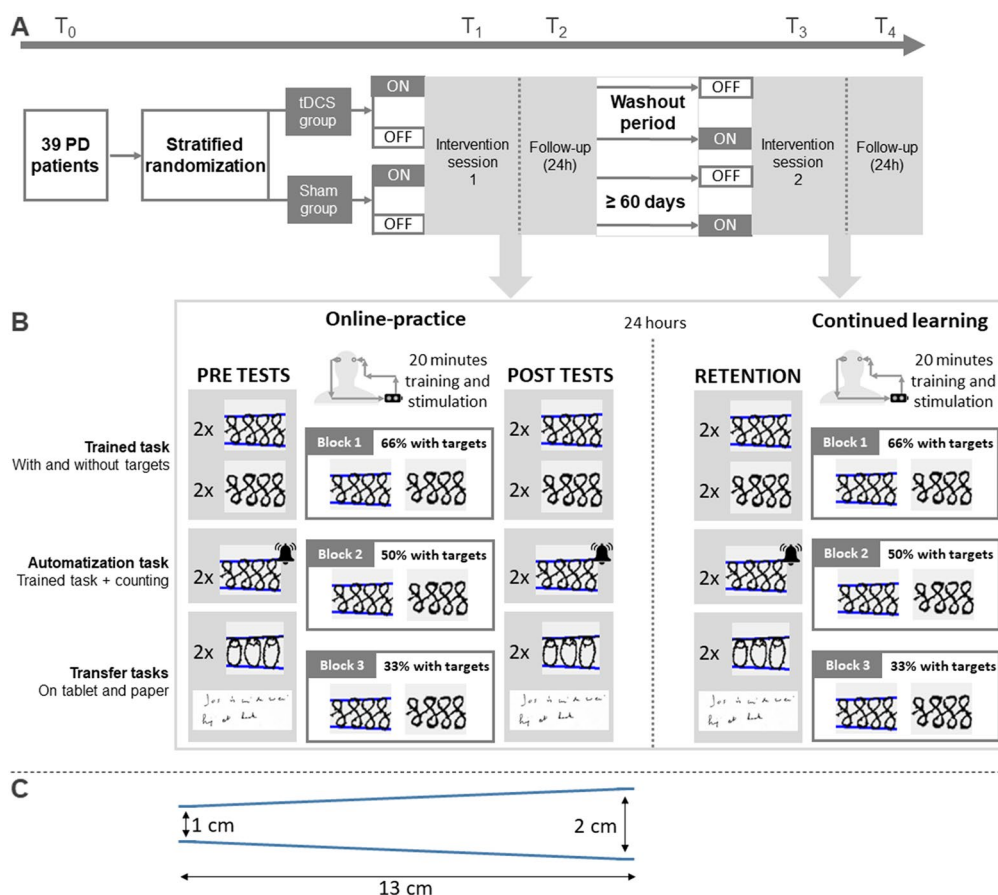 A
T0
T1
T2
T3
T4
39 PD
patients
Stratified
randomization
tDCS
group
Sham
group
ON
OFF
ON
OFF
Intervention
session
1
Follow-up
(24h)
Washout
period
≥ 60 days
OFF
ON
OFF
ON
Intervention
session
2
Follow-up
(24h)
B
Online-practice
24 hours
Continued learning
PRE TESTS
20 minutes
training and
stimulation
POST TESTS
RETENTION
20 minutes
training and
stimulation
Trained task
With and without targets
2x
2x
Block 1 66% with targets
2x
2x
2x
2x
Block 1 66% with targets
Automatization task
Trained task + counting
2x
Block 2 50% with targets
2x
2x
Block 2 50% with targets
Transfer tasks
On tablet and paper
2x
Block 3 33% with targets
2x
2x
Block 3 33% with targets
C
1 cm
2 cm
13 cm